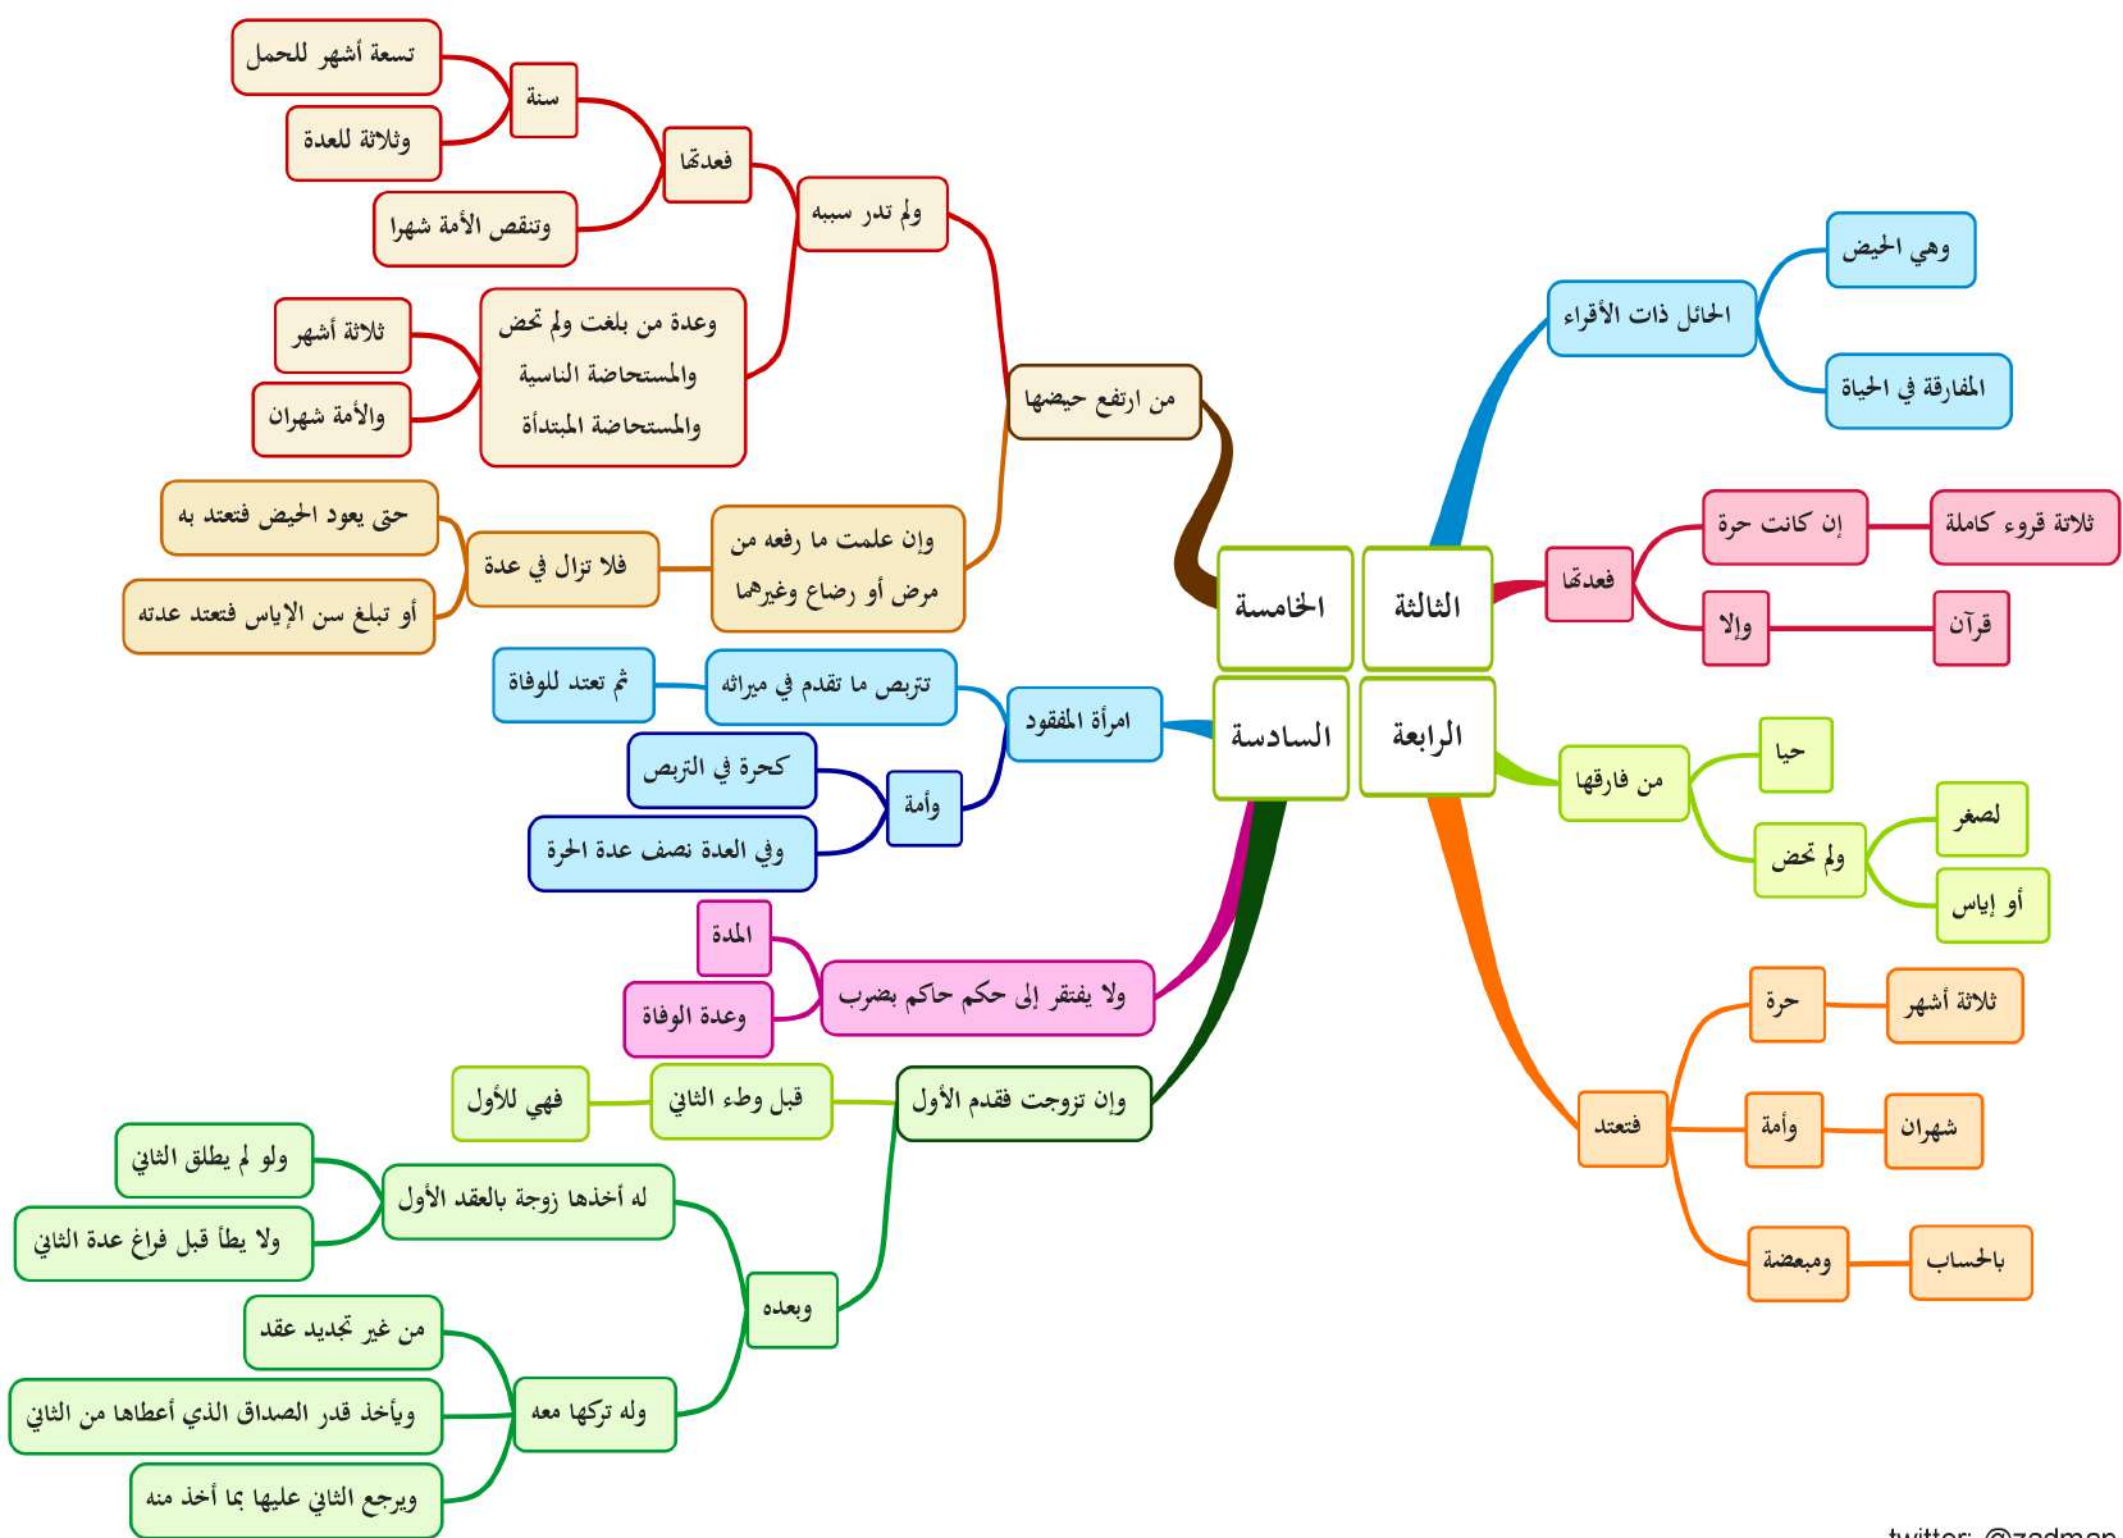 الثالثة
الحائل ذات الأقراء
وهي الحيض
المفارقة في الحياة
فعدتها
إن كانت حرة
ثلاتة قروء كاملة
وإلا
قرآن
الرابعة
من فارقها
حيا
ولم تحض
لصغر
أو إياس
فتعتد
حرة
ثلاثة أشهر
وأمة
شهران
ومبعضة
بالحساب
الخامسة
من ارتفع حيضها
ولم تدر سببه
فعدتها
سنة
تسعة أشهر للحمل
وثلاثة للعدة
وتنقص الأمة شهرا
وعدة من بلغت ولم تحض
والمستحاضة الناسية
والمستحاضة المبتدأة
ثلاثة أشهر
والأمة شهران
وإن علمت ما رفعه من
مرض أو رضاع وغيرهما
فلا تزال في عدة
حتى يعود الحيض فتعتد به
أو تبلغ سن الإياس فتعتد عدته
السادسة
امرأة المفقود
تتربص ما تقدم في ميراثه
ثم تعتد للوفاة
وأمة
كحرة في التربص
وفي العدة نصف عدة الحرة
ولا يفتقر إلى حكم حاكم بضرب
المدة
وعدة الوفاة
وإن تزوجت فقدم الأول
قبل وطء الثاني
فهي للأول
وبعده
له أخذها زوجة بالعقد الأول
ولو لم يطلق الثاني
ولا يطأ قبل فراغ عدة الثاني
وله تركها معه
من غير تجديد عقد
ويأخذ قدر الصداق الذي أعطاها من الثاني
ويرجع الثاني عليها بما أخذ منه
twitter: @zadmap